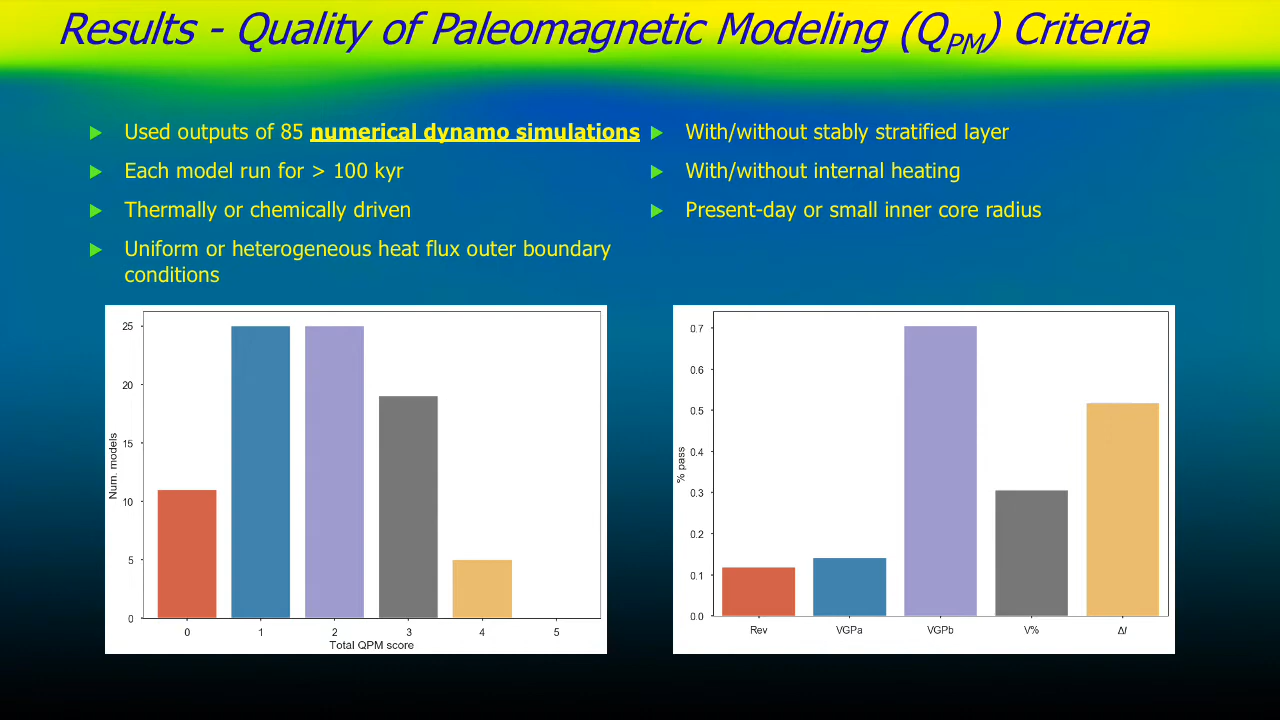 Results - Quality of Paleomagnetic Modeling (QPM) Criteria
Used outputs of 85 numerical dynamo simulations
Each model run for > 100 kyr
Thermally or chemically driven
Uniform or heterogeneous heat flux outer boundary
conditions
With/without stably stratified layer
With/without internal heating
Present-day or small inner core radius
Num. models
25
20
15
10
5
0
0 1 2 3 4 5
Total QPM score
% pass
0.7
0.6
0.5
0.4
0.3
0.2
0.1
0.0
Rev VGPa VGPb V% ΔI